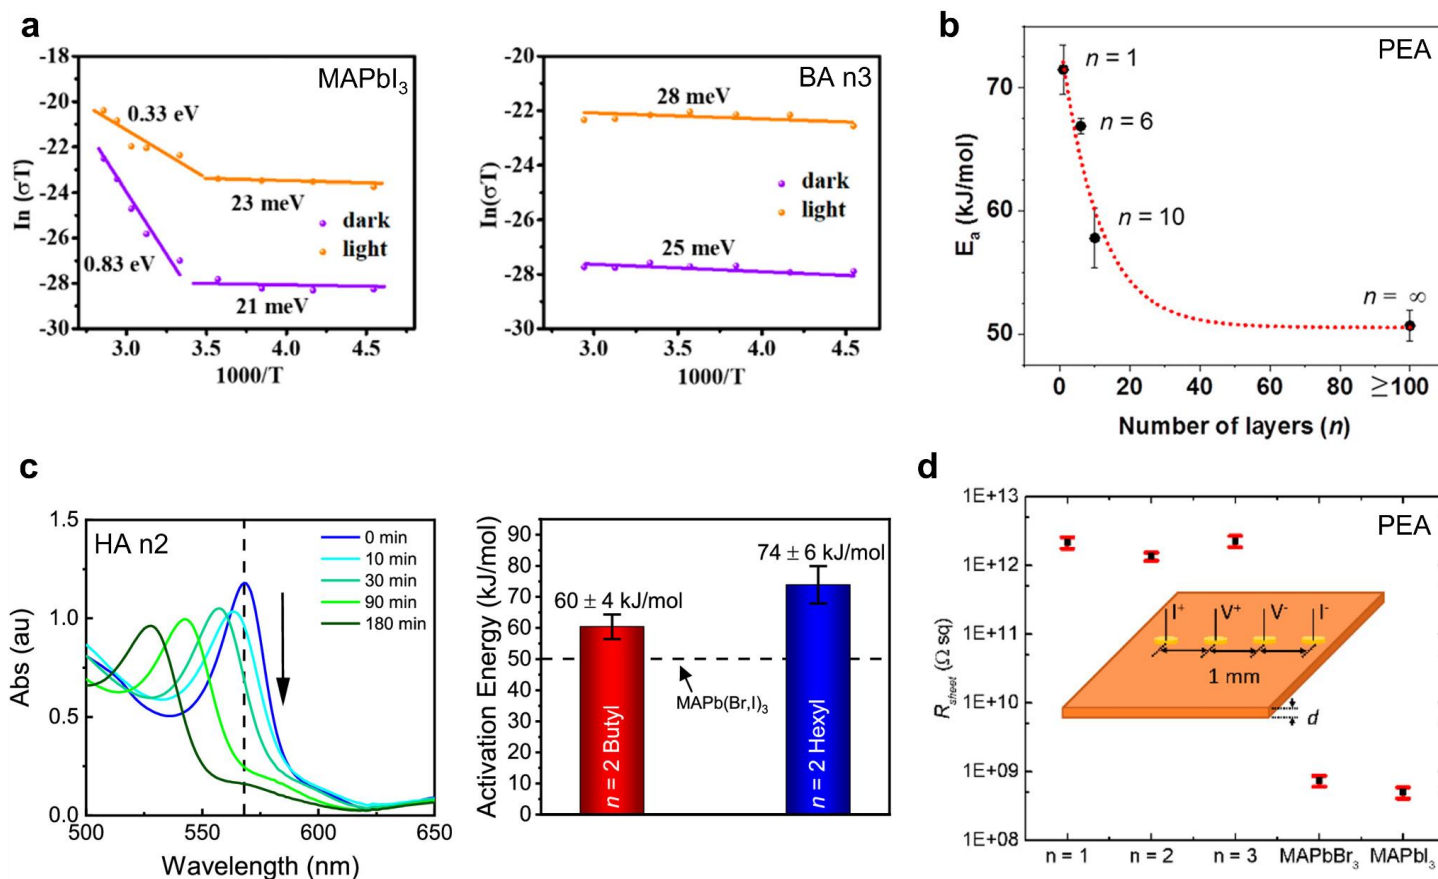 a
MAPbI3
-18
-20
-22
-24
-26
-28
-30
ln (σT)
0.33 eV
23 meV
dark
light
0.83 eV
21 meV
3.0
3.5
4.0
4.5
1000/T
BA n3
-20
-22
-24
-26
-28
-30
ln(σT)
28 meV
dark
light
25 meV
3.0
3.5
4.0
4.5
1000/T
b
PEA
70
60
50
Ea (kJ/mol)
n = 1
n = 6
n = 10
n = ∞
0
20
40
60
80
≥100
Number of layers (n)
c
HA n2
1.5
1.0
0.5
0.0
Abs (au)
0 min
10 min
30 min
90 min
180 min
500
550
600
650
Wavelength (nm)
90
80
70
60
50
40
30
20
10
0
Activation Energy (kJ/mol)
60 ± 4 kJ/mol
74 ± 6 kJ/mol
MAPb(Br,I)3
n = 2 Butyl
n = 2 Hexyl
d
PEA
1E+13
1E+12
1E+11
1E+10
1E+09
1E+08
Rsheet (Ω sq)
I+
V+
V-
I-
1 mm
d
n = 1
n = 2
n = 3
MAPbBr3
MAPbI3